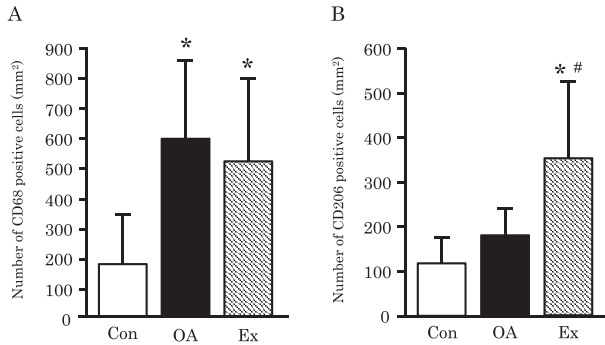 A
Number of CD68 positive cells (mm²)
900
800
700
600
500
400
300
200
100
0
*
*
Con
OA
Ex
B
Number of CD206 positive cells (mm²)
600
500
400
300
200
100
0
* #
Con
OA
Ex